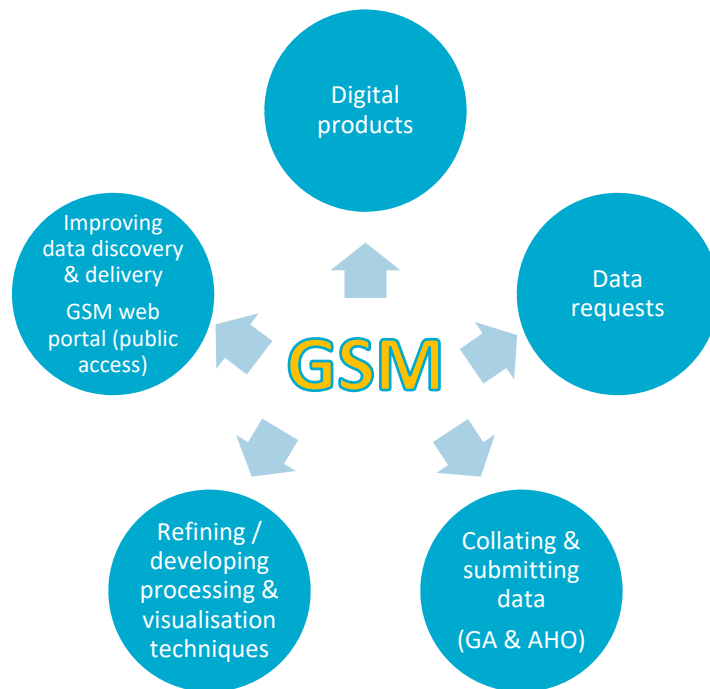 Digital
products
Improving
data discovery
& delivery
GSM web
portal (public
access)
Data
requests
GSM
Refining /
developing
processing &
visualisation
techniques
Collating &
submitting
data
(GA & AHO)